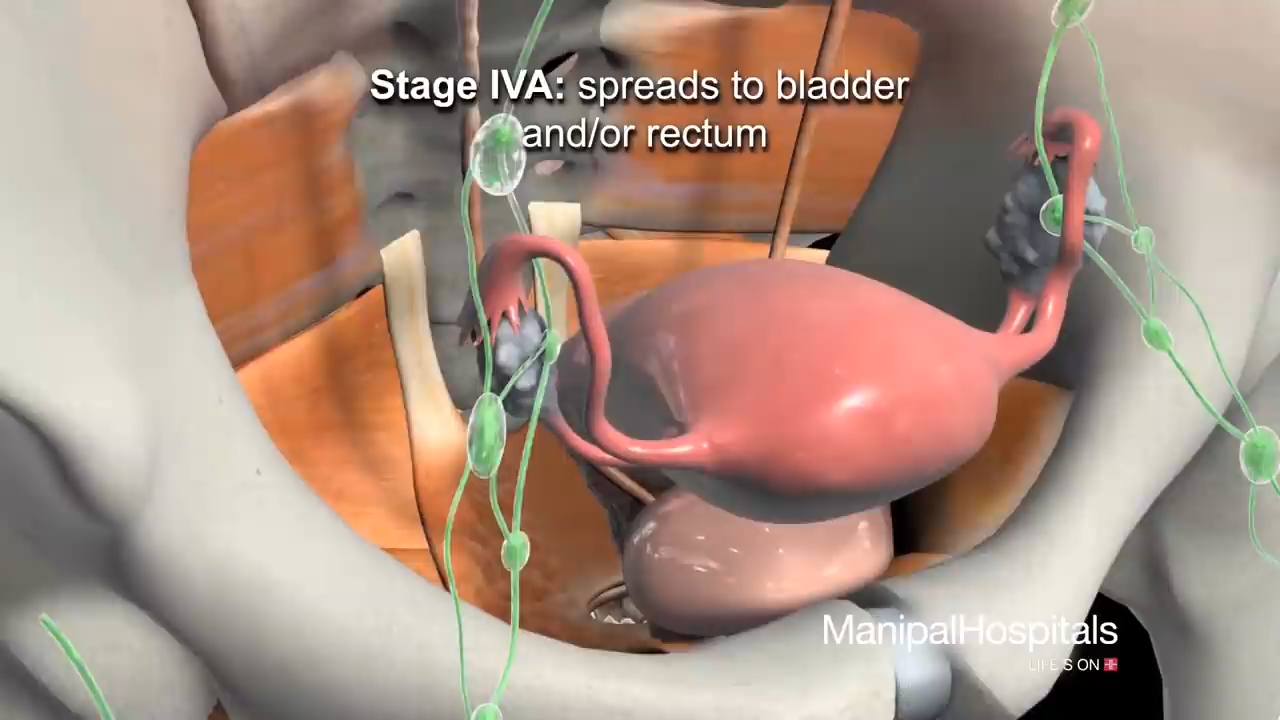 Stage IVA: spreads to bladder
and/or rectum
ManipalHospitals
LIFE'S ON